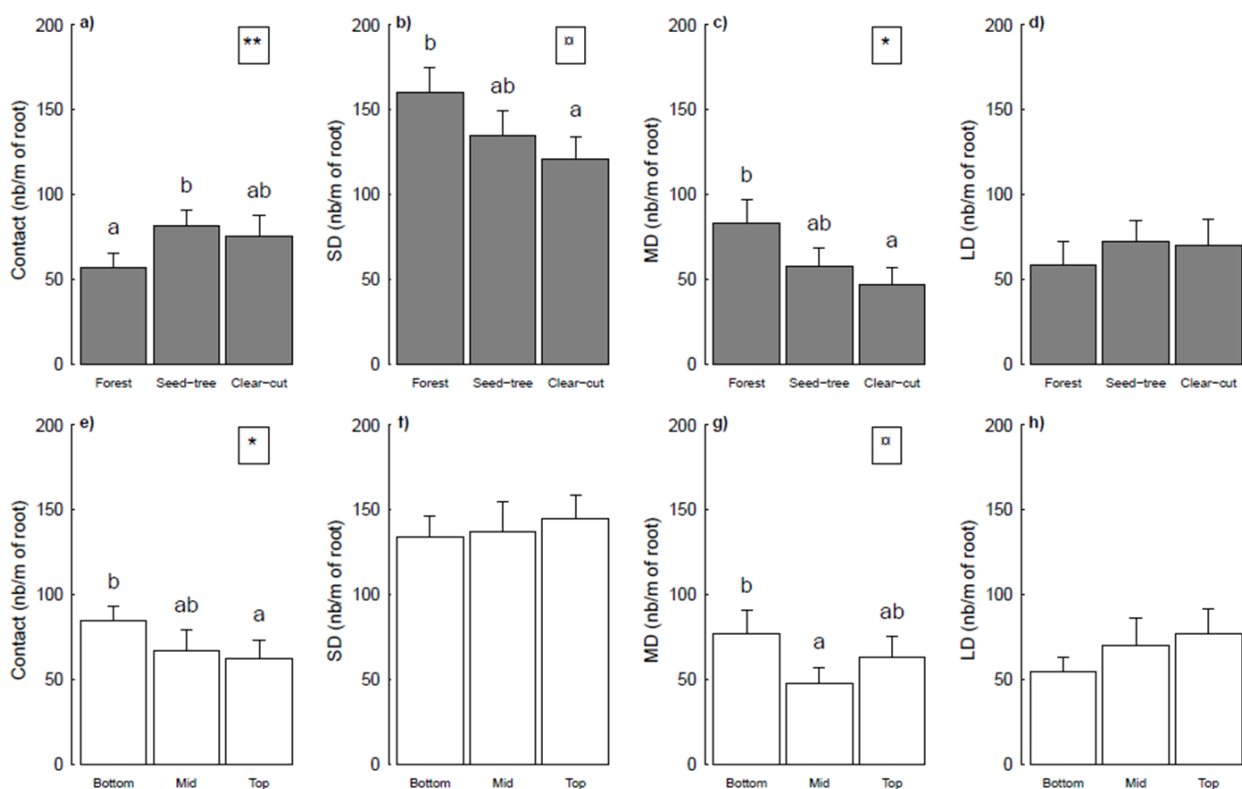 a)
**
Contact (nb/m of root)
200
150
100
50
0
a
b
ab
Forest
Seed-tree
Clear-cut
b)
¤
SD (nb/m of root)
200
150
100
50
0
b
ab
a
Forest
Seed-tree
Clear-cut
c)
*
MD (nb/m of root)
200
150
100
50
0
b
ab
a
Forest
Seed-tree
Clear-cut
d)
LD (nb/m of root)
200
150
100
50
0
Forest
Seed-tree
Clear-cut
e)
*
Contact (nb/m of root)
200
150
100
50
0
b
ab
a
Bottom
Mid
Top
f)
SD (nb/m of root)
200
150
100
50
0
Bottom
Mid
Top
g)
¤
MD (nb/m of root)
200
150
100
50
0
b
a
ab
Bottom
Mid
Top
h)
LD (nb/m of root)
200
150
100
50
0
Bottom
Mid
Top